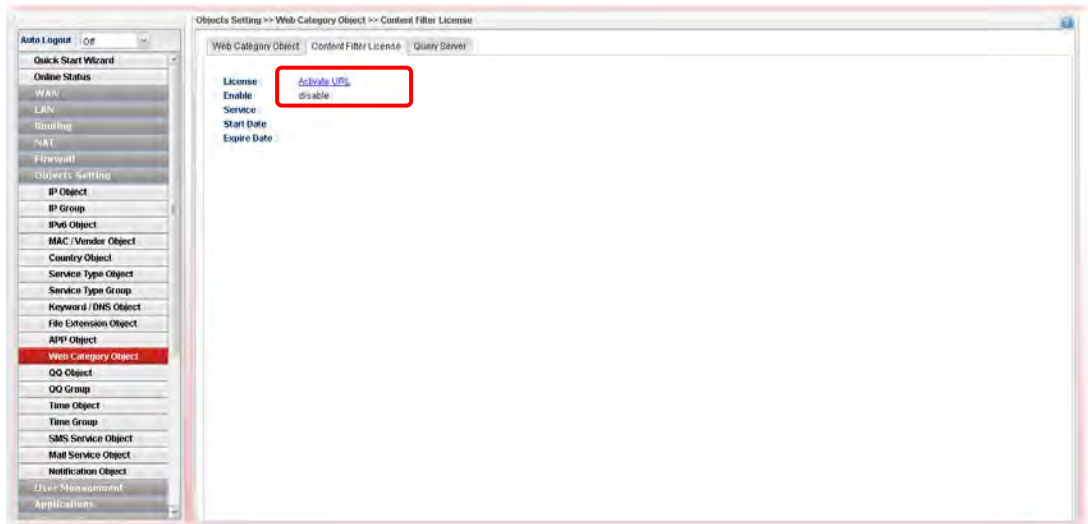 Objects Setting >> Web Category Object >> Content Filter License
Auto Logout Off
Web Category Object Content Filter License Query Server
Quick Start Wizard
Online Status
WAN
LAN
Routing
NAT
Firewall
Objects Setting
IP Object
IP Group
IPv6 Object
MAC / Vendor Object
Country Object
Service Type Object
Service Type Group
Keyword / DNS Object
File Extension Object
APP Object
Web Category Object
QQ Object
QQ Group
Time Object
Time Group
SMS Service Object
Mail Service Object
Notification Object
User Management
Applications
License Activate URL
Enable disable
Service
Start Date
Expire Date